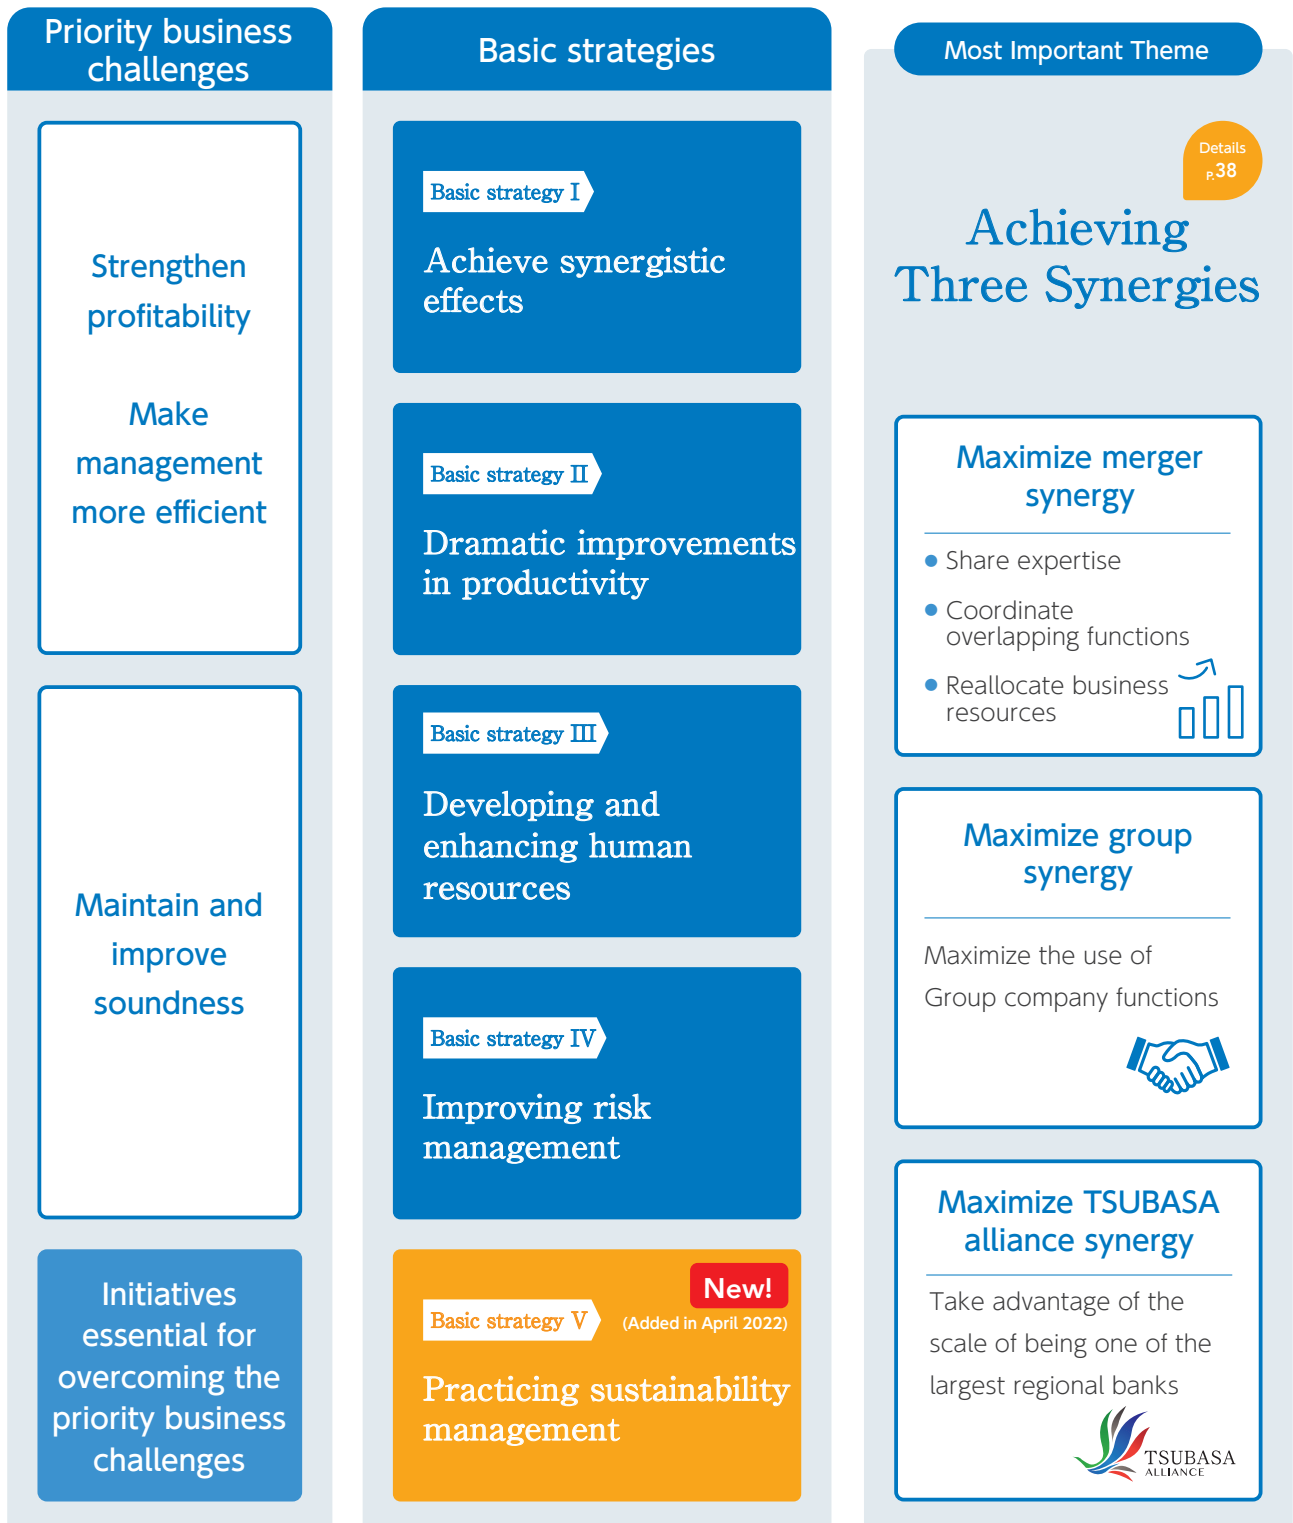 Priority business
challenges
Strengthen
profitability
Make
management
more efficient
Maintain and
improve
soundness
Initiatives
essential for
overcoming the
priority business
challenges
Basic strategies
Basic strategy I
Achieve synergistic
effects
Basic strategy II
Dramatic improvements
in productivity
Basic strategy III
Developing and
enhancing human
resources
Basic strategy IV
Improving risk
management
New!
Basic strategy V
(Added in April 2022)
Practicing sustainability
management
Most Important Theme
Details
P.38
Achieving
Three Synergies
Maximize merger
synergy
• Share expertise
• Coordinate
overlapping functions
• Reallocate business
resources
Maximize group
synergy
Maximize the use of
Group company functions
Maximize TSUBASA
alliance synergy
Take advantage of the
scale of being one of the
largest regional banks
TSUBASA
ALLIANCE